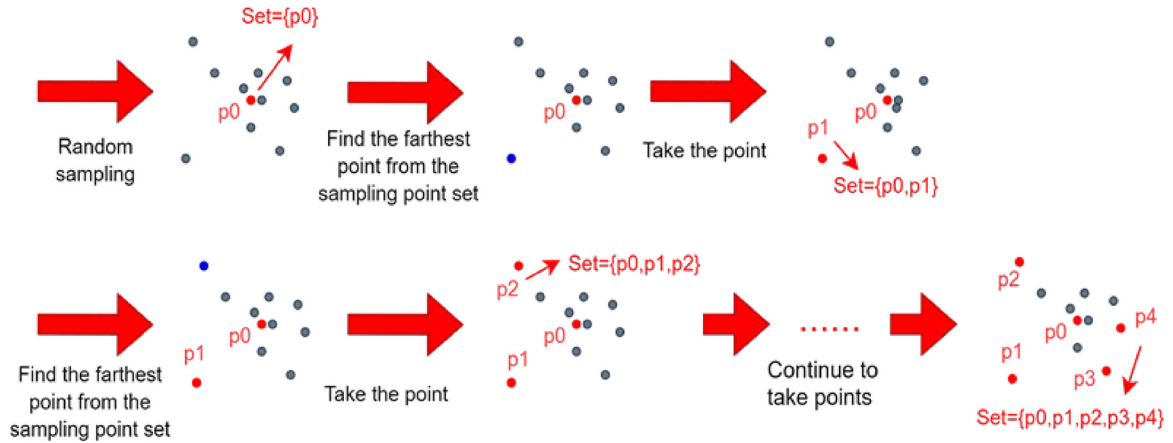 Set={p0}
p0
Random
sampling
Find the farthest
point from the
sampling point set
p0
Take the point
p0
p1
Set={p0,p1}
p0
p1
Find the farthest
point from the
sampling point set
Set={p0,p1,p2}
p2
p0
p1
Take the point
......
Continue to
take points
p2
p0
p4
p1
p3
Set={p0,p1,p2,p3,p4}